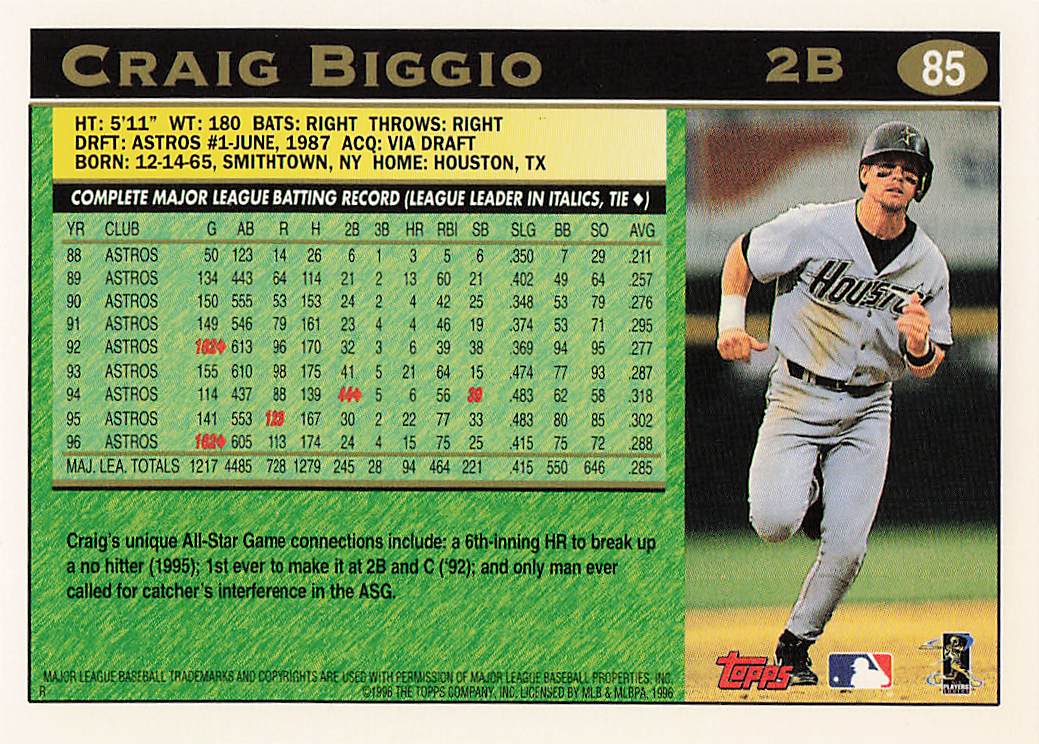 CRAIG BIGGIO 2B 85
HT: 5'11" WT: 180 BATS: RIGHT THROWS: RIGHT
DRFT: ASTROS #1-JUNE, 1987 ACQ: VIA DRAFT
BORN: 12-14-65, SMITHTOWN, NY HOME: HOUSTON, TX
COMPLETE MAJOR LEAGUE BATTING RECORD (LEAGUE LEADER IN ITALICS, TIE ♦)
YR CLUB G AB R H 2B 3B HR RBI SB SLG BB SO AVG
88 ASTROS 50 123 14 26 6 1 3 5 6 .350 7 29 .211
89 ASTROS 134 443 64 114 21 2 13 60 21 .402 49 64 .257
90 ASTROS 150 555 53 153 24 2 4 42 25 .348 53 79 .276
91 ASTROS 149 546 79 161 23 4 4 46 19 .374 53 71 .295
92 ASTROS 162♦ 613 96 170 32 3 6 39 38 .369 94 95 .277
93 ASTROS 155 610 98 175 41 5 21 64 15 .474 77 93 .287
94 ASTROS 114 437 88 139 44♦ 5 6 56 39 .483 62 58 .318
95 ASTROS 141 553 123 167 30 2 22 77 33 .483 80 85 .302
96 ASTROS 162♦ 605 113 174 24 4 15 75 25 .415 75 72 .288
MAJ. LEA. TOTALS 1217 4485 728 1279 245 28 94 464 221 .415 550 646 .285
Craig's unique All-Star Game connections include: a 6th-inning HR to break up
a no hitter (1995); 1st ever to make it at 2B and C ('92); and only man ever
called for catcher's interference in the ASG.
MAJOR LEAGUE BASEBALL TRADEMARKS AND COPYRIGHTS ARE USED WITH PERMISSION OF MAJOR LEAGUE BASEBALL PROPERTIES, INC.
R ©1996 THE TOPPS COMPANY, INC. LICENSED BY MLB & MLBPA, 1996
HOUSTON
topps
PLAYERS